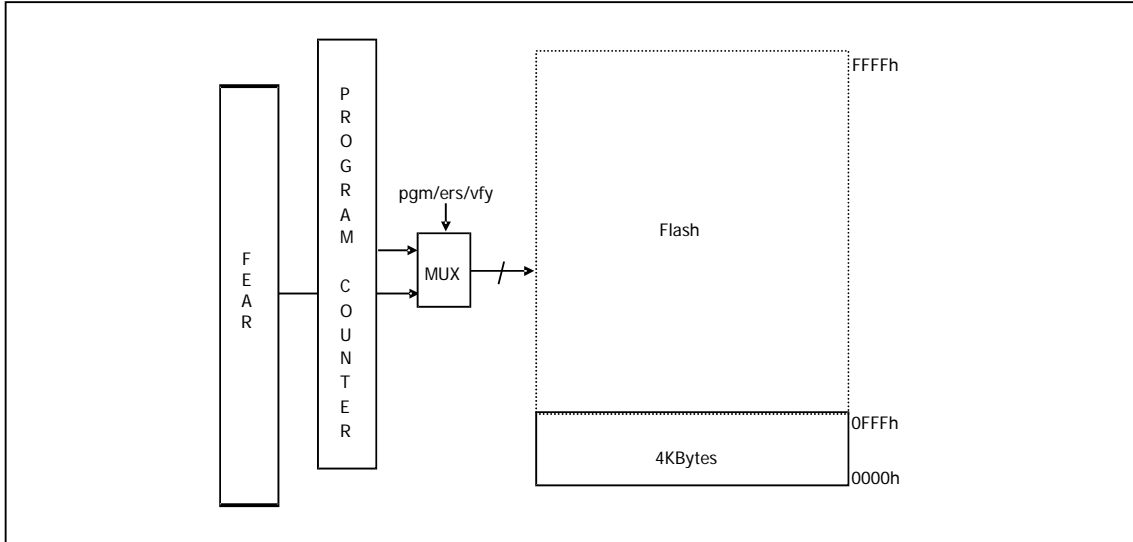 FEAR
PROGRAM COUNTER
pgm/ers/vfy
MUX
Flash
4KBytes
FFFFh
0FFFh
0000h